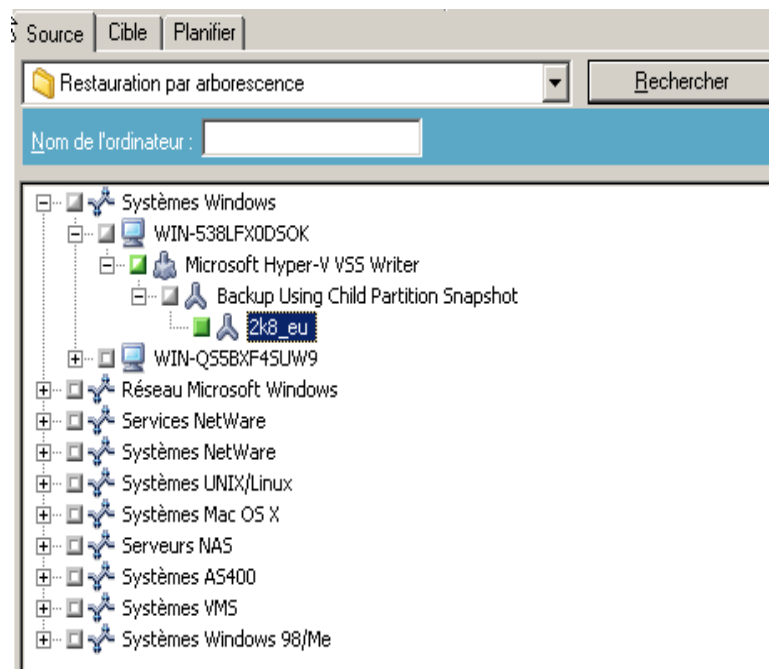 Source Cible Planifier
Restauration par arborescence Rechercher
Nom de l'ordinateur :
Systèmes Windows
WIN-538LFX0DSOK
Microsoft Hyper-V VSS Writer
Backup Using Child Partition Snapshot
2k8_eu
WIN-QS5BXF4SUW9
Réseau Microsoft Windows
Services NetWare
Systèmes NetWare
Systèmes UNIX/Linux
Systèmes Mac OS X
Serveurs NAS
Systèmes AS400
Systèmes VMS
Systèmes Windows 98/Me